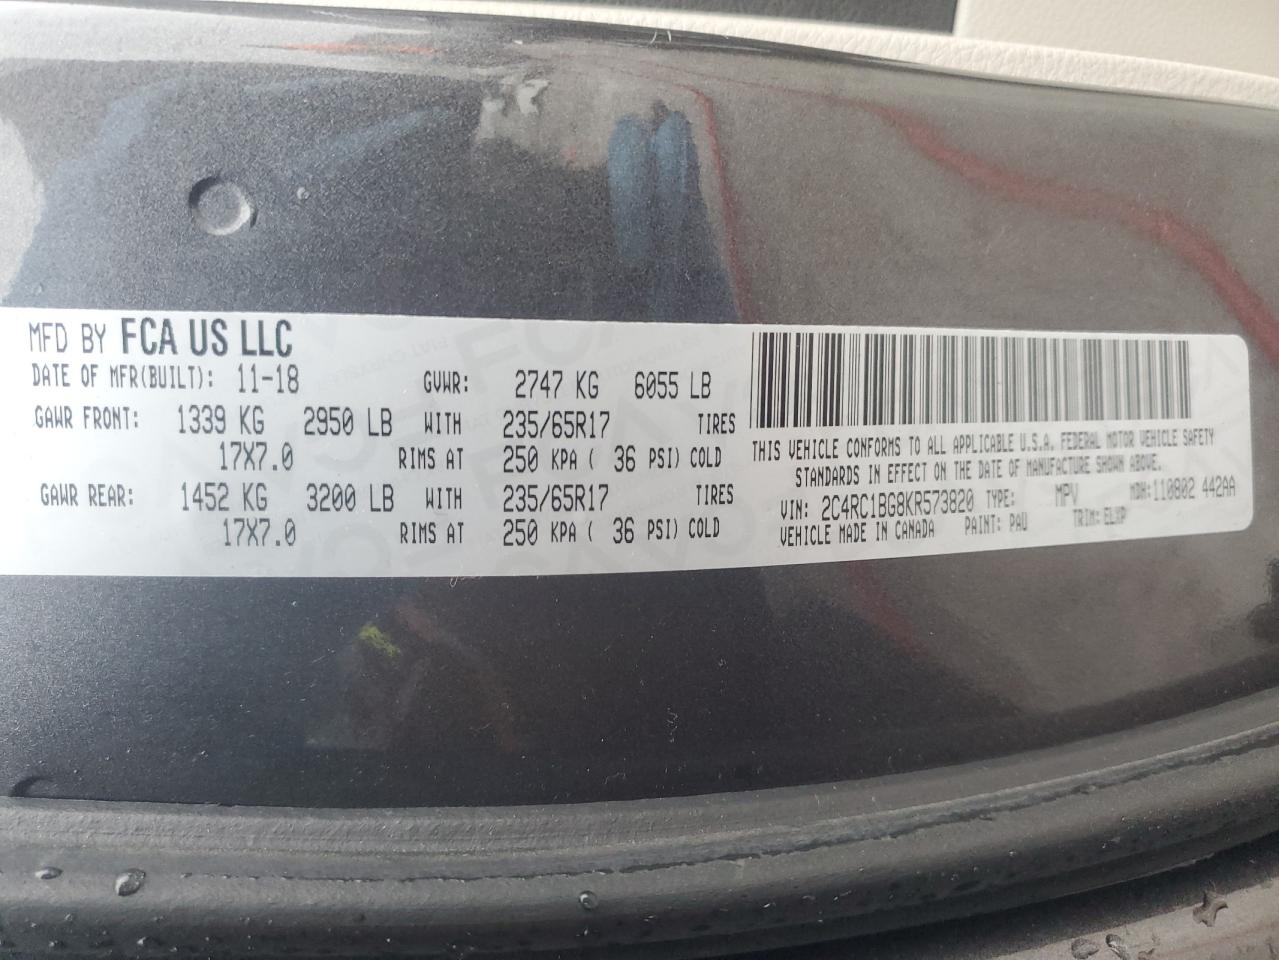 MFD BY FCA US LLC
DATE OF MFR(BUILT): 11-18 GVWR: 2747 KG 6055 LB
GAWR FRONT: 1339 KG 2950 LB WITH 235/65R17 TIRES
17X7.0 RIMS AT 250 KPA ( 36 PSI) COLD
GAWR REAR: 1452 KG 3200 LB WITH 235/65R17 TIRES
17X7.0 RIMS AT 250 KPA ( 36 PSI) COLD
THIS VEHICLE CONFORMS TO ALL APPLICABLE U.S.A. FEDERAL MOTOR VEHICLE SAFETY
STANDARDS IN EFFECT ON THE DATE OF MANUFACTURE SHOWN ABOVE.
VIN: 2C4RC1BG8KR573820 TYPE: MPV MDH:110802 442AA
VEHICLE MADE IN CANADA PAINT: PAU TRIM: